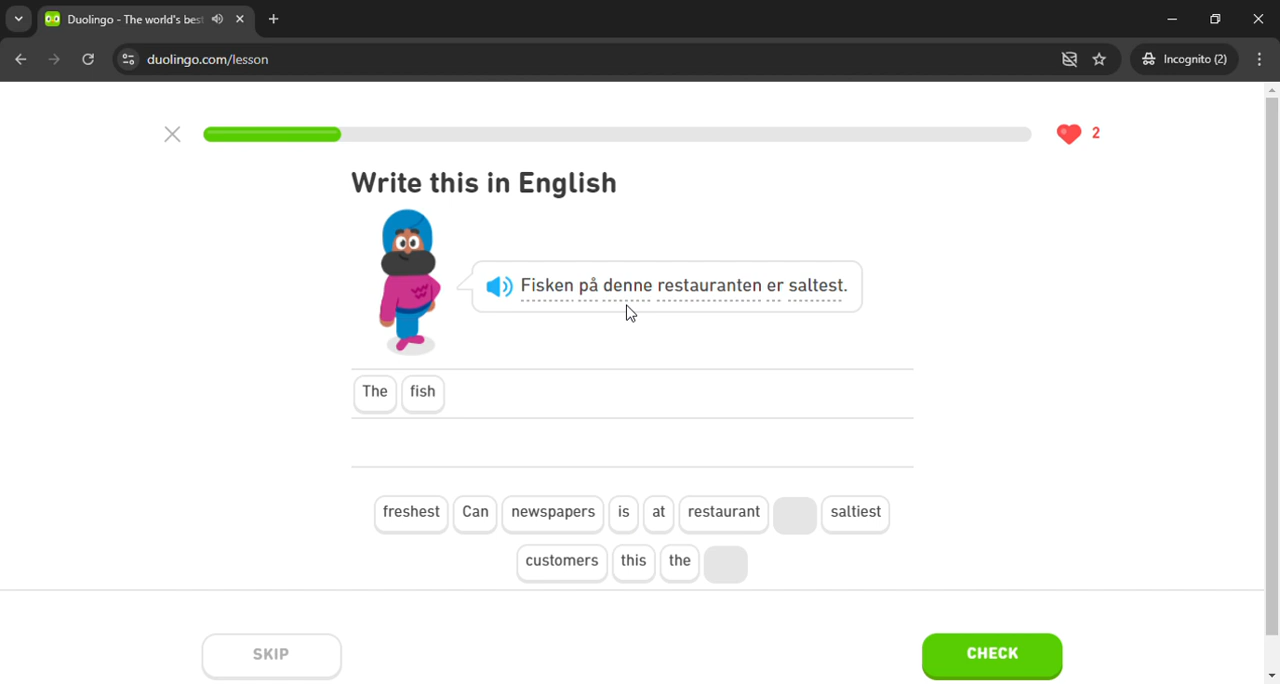 Duolingo - The world's best
duolingo.com/lesson
Incognito (2)
2
Write this in English
Fisken på denne restauranten er saltest.
The fish
freshest Can newspapers is at restaurant saltiest
customers this the
SKIP
CHECK